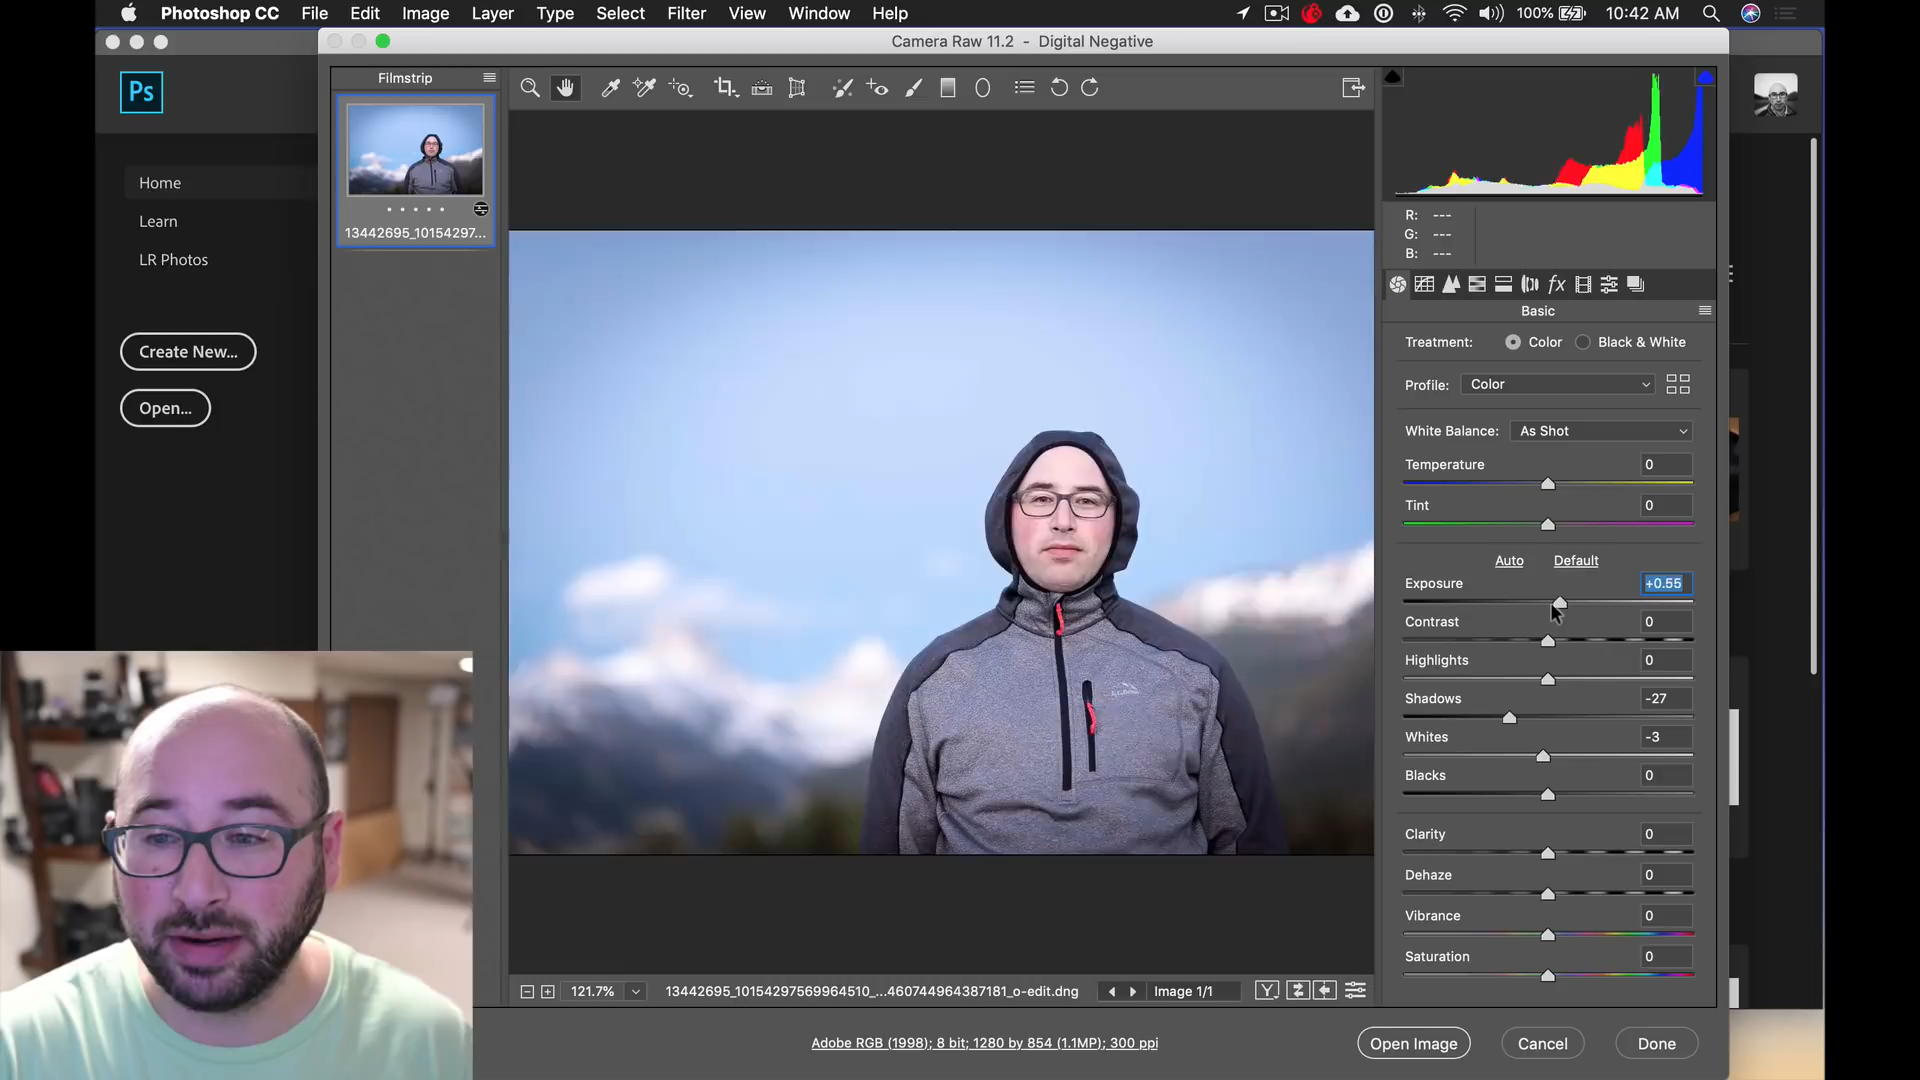 Photoshop CC File Edit Image Layer Type Select Filter View Window Help 100% 10:42 AM
Camera Raw 11.2 - Digital Negative
Ps
Home
Learn
LR Photos
Create New...
Open...
Filmstrip
13442695_10154297...
R: ---
G: ---
B: ---
fx
Basic
Treatment: Color Black & White
Profile: Color
White Balance: As Shot
Temperature 0
Tint 0
Auto Default
Exposure +0.55
Contrast 0
Highlights 0
Shadows -27
Whites -3
Blacks 0
Clarity 0
Dehaze 0
Vibrance 0
Saturation 0
121.7% 13442695_10154297569964510_...460744964387181_o-edit.dng Image 1/1 Y
Adobe RGB (1998); 8 bit; 1280 by 854 (1.1MP); 300 ppi
Open Image Cancel Done